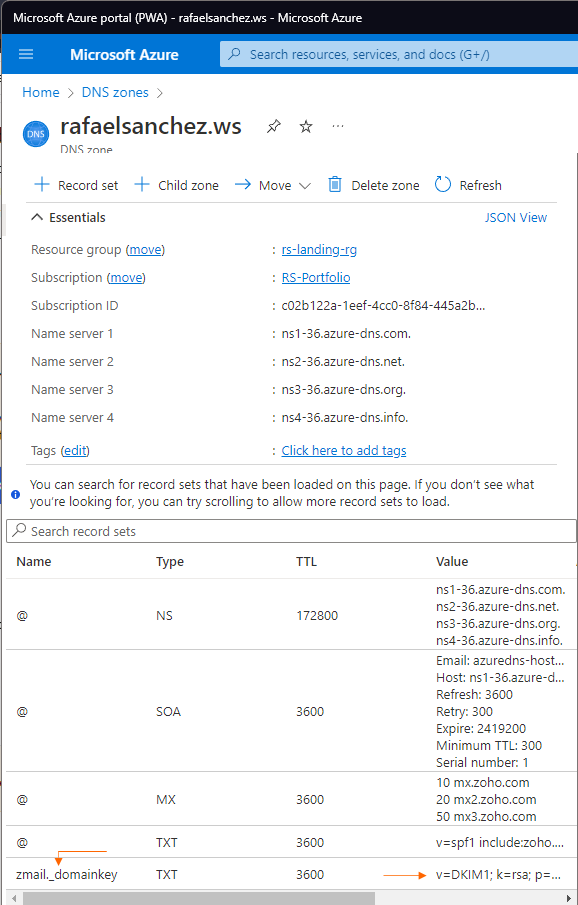 Microsoft Azure portal (PWA) - rafaelsanchez.ws - Microsoft Azure
Microsoft Azure
Search resources, services, and docs (G+/)
Home > DNS zones >
DNS rafaelsanchez.ws ...
DNS zone
+ Record set + Child zone → Move Delete zone Refresh
Essentials JSON View
Resource group (move) : rs-landing-rg
Subscription (move) : RS-Portfolio
Subscription ID : c02b122a-1eef-4cc0-8f84-445a2b...
Name server 1 : ns1-36.azure-dns.com.
Name server 2 : ns2-36.azure-dns.net.
Name server 3 : ns3-36.azure-dns.org.
Name server 4 : ns4-36.azure-dns.info.
Tags (edit) : Click here to add tags
You can search for record sets that have been loaded on this page. If you don't see what
you're looking for, you can try scrolling to allow more record sets to load.
Search record sets
Name Type TTL Value
@ NS 172800
ns1-36.azure-dns.com.
ns2-36.azure-dns.net.
ns3-36.azure-dns.org.
ns4-36.azure-dns.info.
@ SOA 3600
Email: azuredns-host...
Host: ns1-36.azure-d...
Refresh: 3600
Retry: 300
Expire: 2419200
Minimum TTL: 300
Serial number: 1
@ MX 3600
10 mx.zoho.com
20 mx2.zoho.com
50 mx3.zoho.com
@ TXT 3600 v=spf1 include:zoho....
zmail._domainkey TXT 3600 v=DKIM1; k=rsa; p=...